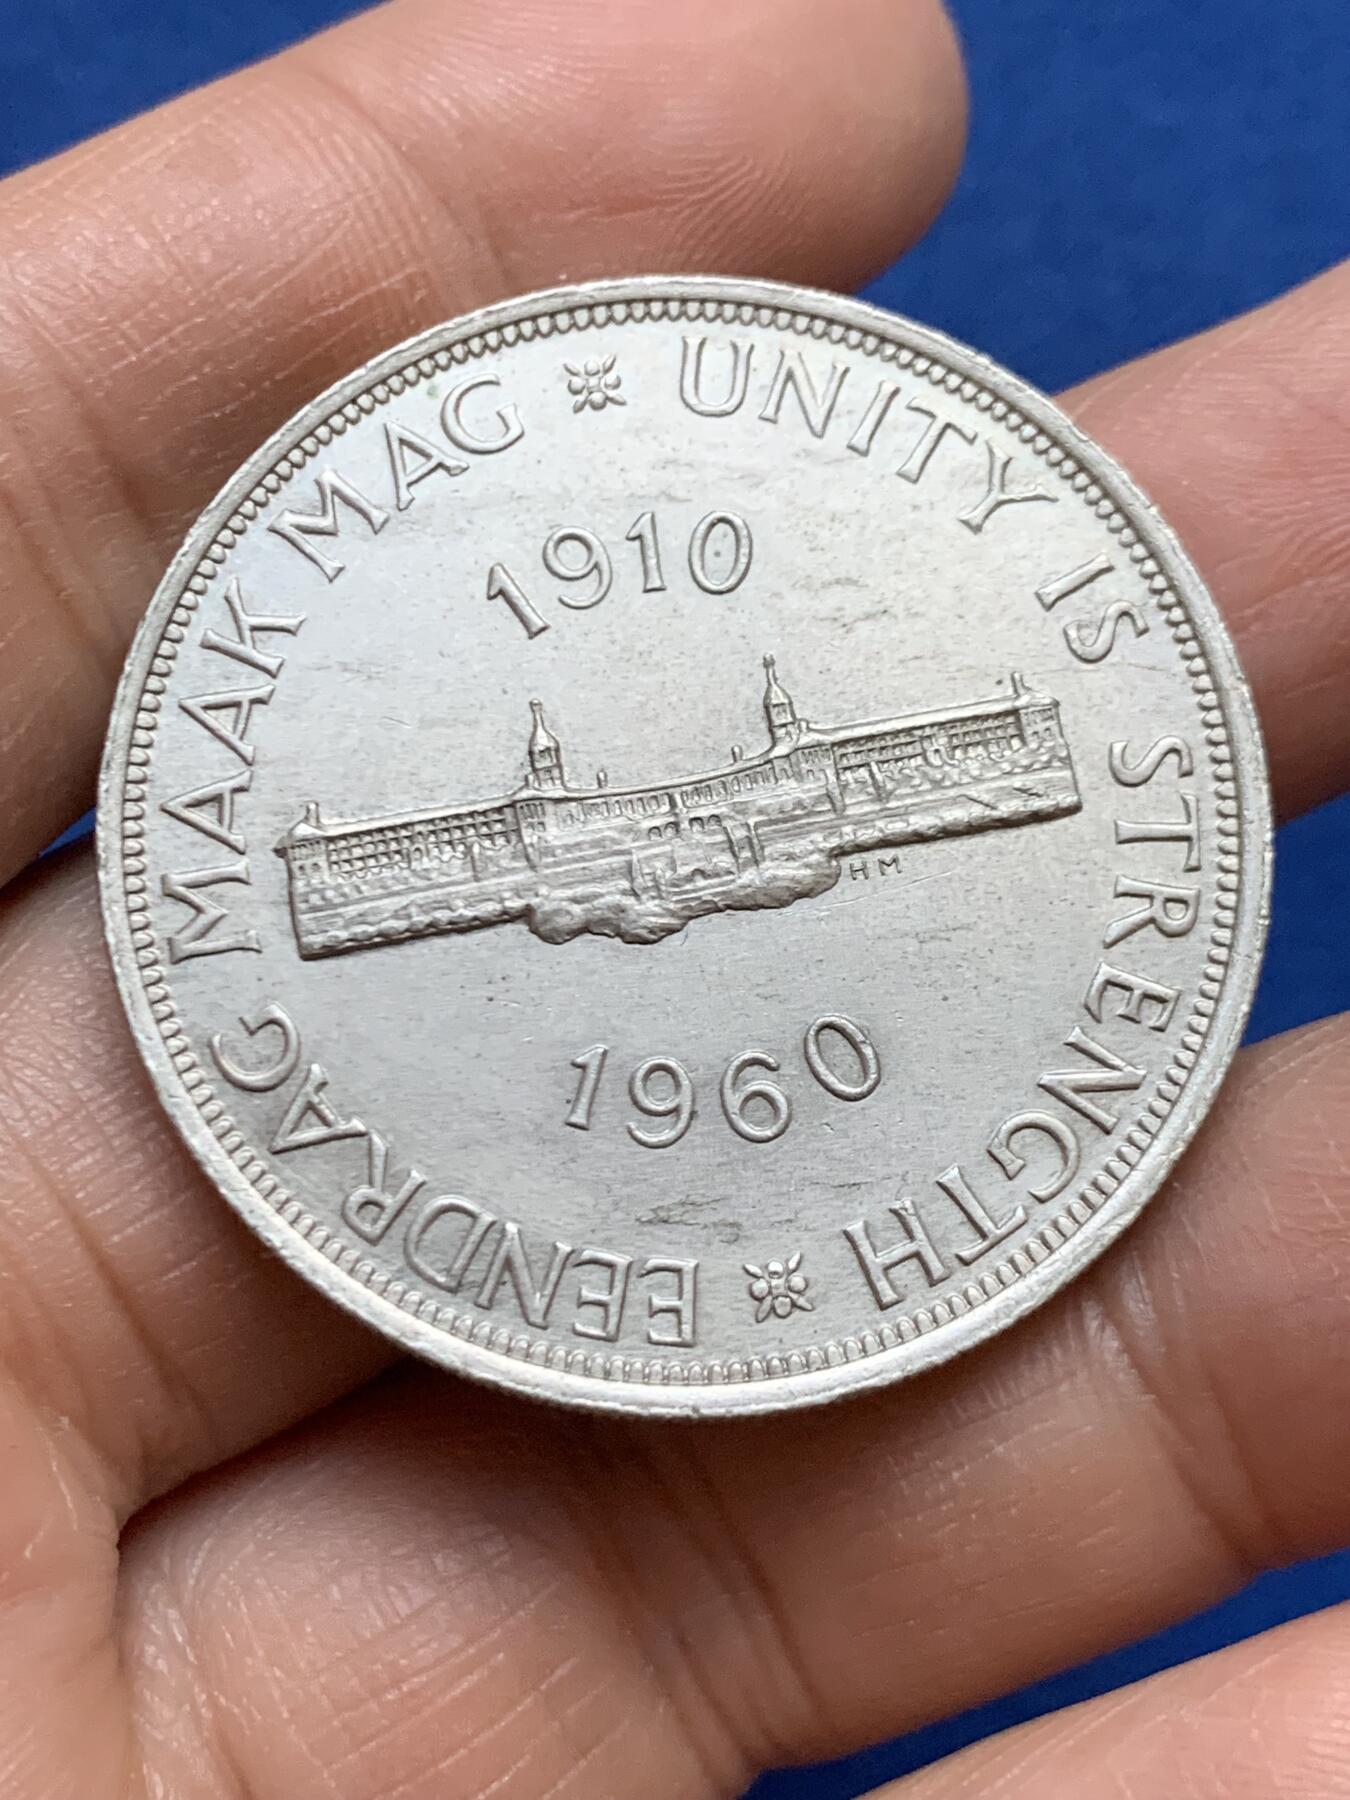 EENDRAG MAAK MAG
UNITY IS STRENGTH
1910
HM
1960